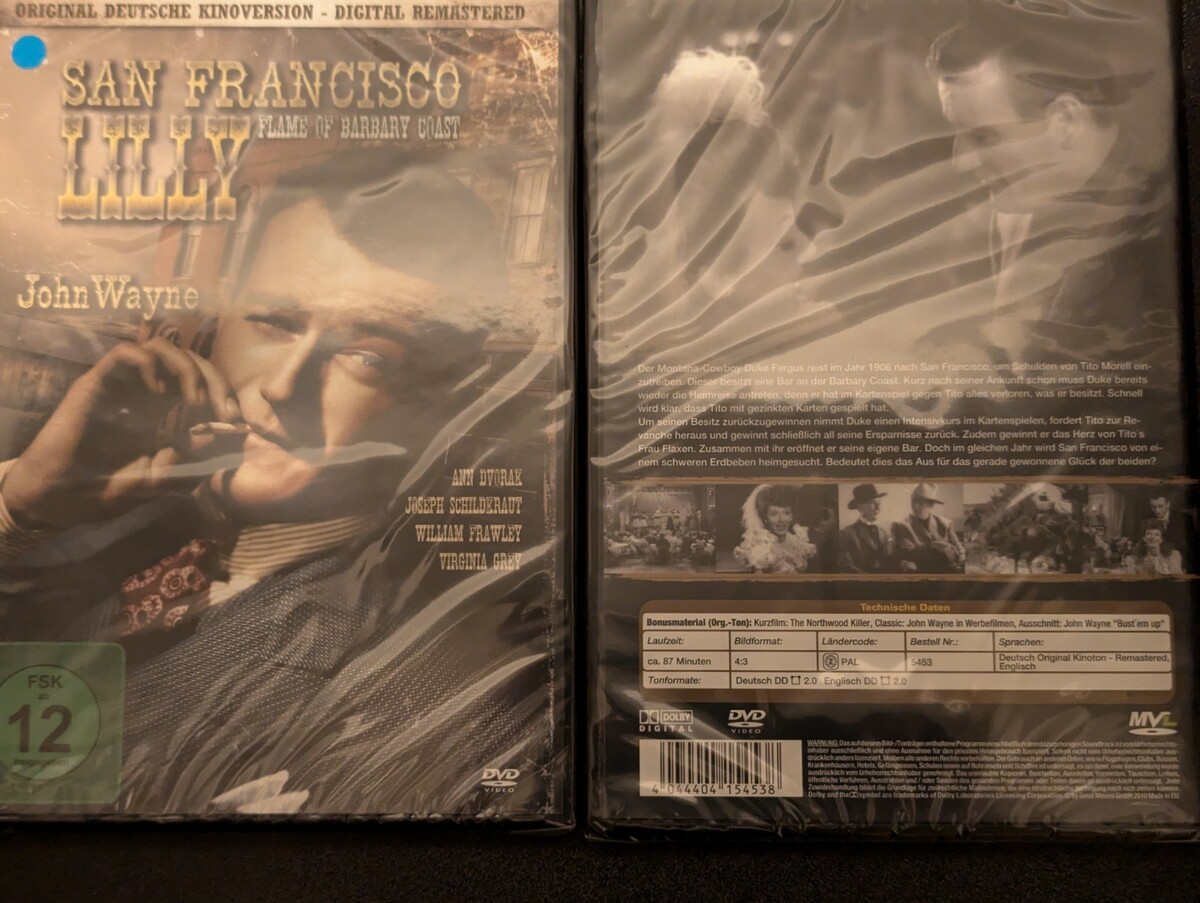 ORIGINAL DEUTSCHE KINOVERSION - DIGITAL REMASTERED
SAN FRANCISCO
LILLY
FLAME OF BARBARY COAST
John Wayne
ANN DVORAK
JOSEPH SCHILDKRAUT
WILLIAM FRAWLEY
VIRGINIA GREY
FSK
ab
12
freigegeben
DVD
VIDEO
Der Montana-Cowboy Duke Fergus reist im Jahr 1906 nach San Francisco, um Schulden von Tito Morell ein-
zutreiben. Dieser besitzt eine Bar an der Barbary Coast. Kurz nach seiner Ankunft schon muss Duke bereits
wieder die Heimreise antreten, denn er hat im Kartenspiel gegen Tito alles verloren, was er besitzt. Schnell
wird klar, dass Tito mit gezinkten Karten gespielt hat.
Um seinen Besitz zurückzugewinnen nimmt Duke einen Intensivkurs im Kartenspielen, fordert Tito zur Re-
vanche heraus und gewinnt schließlich all seine Ersparnisse zurück. Zudem gewinnt er das Herz von Tito´s
Frau Flaxen. Zusammen mit ihr eröffnet er seine eigene Bar. Doch im gleichen Jahr wird San Francisco von ei-
nem schweren Erdbeben heimgesucht. Bedeutet dies das Aus für das gerade gewonnene Glück der beiden?
Technische Daten
Bonusmaterial (Org.-Ton): Kurzfilm: The Northwood Killer, Classic: John Wayne in Werbefilmen, Ausschnitt: John Wayne "Bust´em up"
Laufzeit: Bildformat: Ländercode: Bestell Nr.: Sprachen:
ca. 87 Minuten 4:3 PAL 5453 Deutsch Original Kinoton - Remastered,
Englisch
Tonformate: Deutsch DD 2.0 Englisch DD 2.0
DOLBY
DIGITAL
DVD
VIDEO
MVL
4 044404 154538